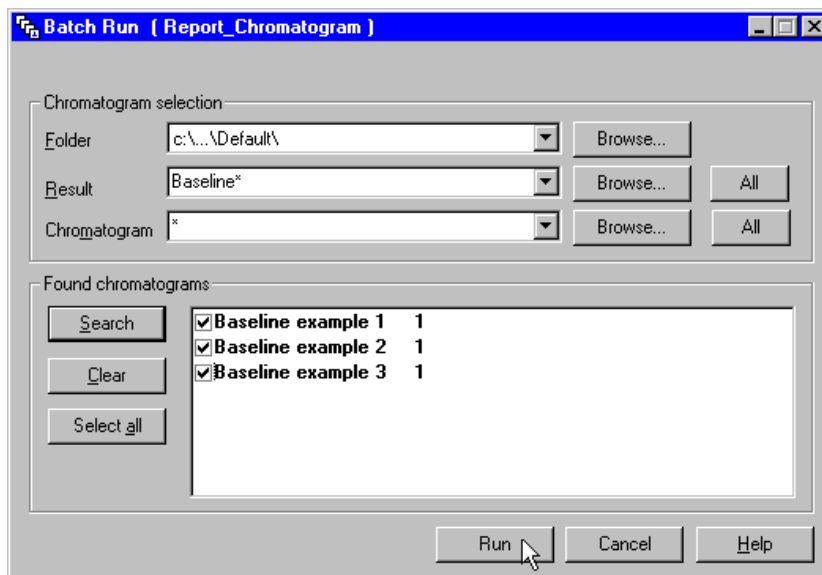 Batch Run ( Report_Chromatogram )
Chromatogram selection
Folder c:\...\Default\ Browse...
Result Baseline* Browse... All
Chromatogram * Browse... All
Found chromatograms
Search Baseline example 1 1
Baseline example 2 1
Clear Baseline example 3 1
Select all
Run Cancel Help